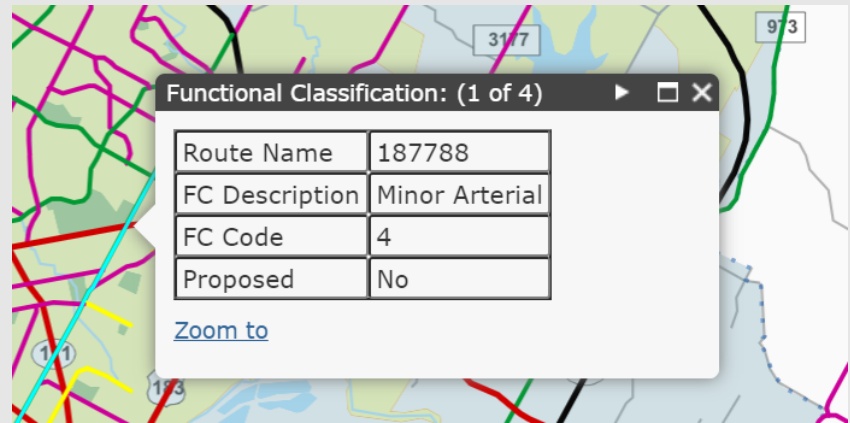 3177
973
Functional Classification: (1 of 4)
Route Name 187788
FC Description Minor Arterial
FC Code 4
Proposed No
Zoom to
183